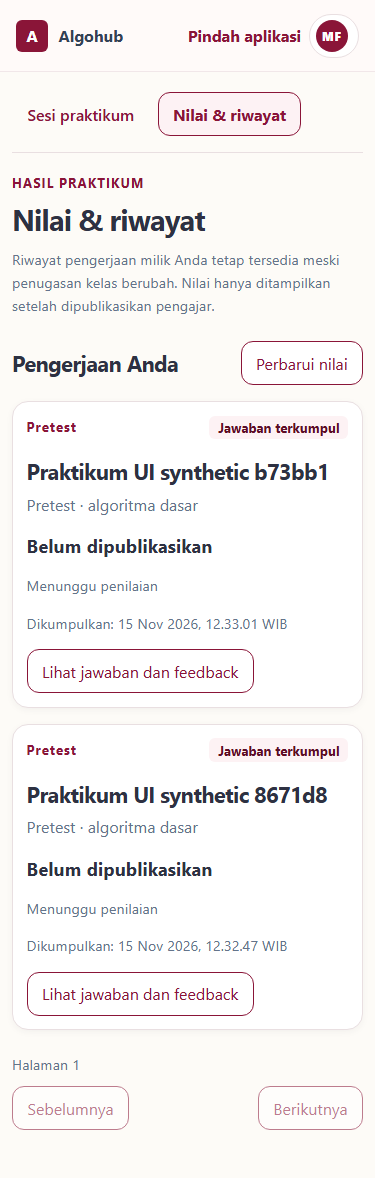 A Algohub Pindah aplikasi MF
Sesi praktikum Nilai & riwayat
HASIL PRAKTIKUM
Nilai & riwayat
Riwayat pengerjaan milik Anda tetap tersedia meski
penugasan kelas berubah. Nilai hanya ditampilkan
setelah dipublikasikan pengajar.
Pengerjaan Anda Perbarui nilai
Pretest Jawaban terkumpul
Praktikum UI synthetic b73bb1
Pretest · algoritma dasar
Belum dipublikasikan
Menunggu penilaian
Dikumpulkan: 15 Nov 2026, 12.33.01 WIB
Lihat jawaban dan feedback
Pretest Jawaban terkumpul
Praktikum UI synthetic 8671d8
Pretest · algoritma dasar
Belum dipublikasikan
Menunggu penilaian
Dikumpulkan: 15 Nov 2026, 12.32.47 WIB
Lihat jawaban dan feedback
Halaman 1
Sebelumnya Berikutnya